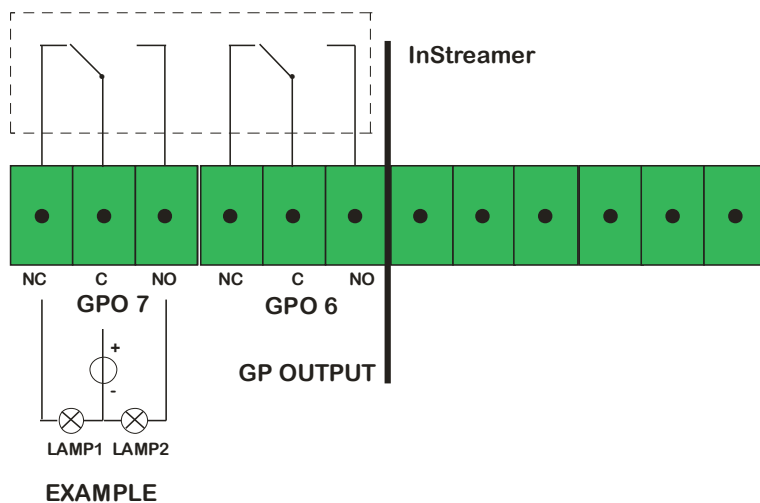 InStreamer
NC C NO NC C NO
GPO 7 GPO 6
+
GP OUTPUT
-
LAMP1 LAMP2
EXAMPLE